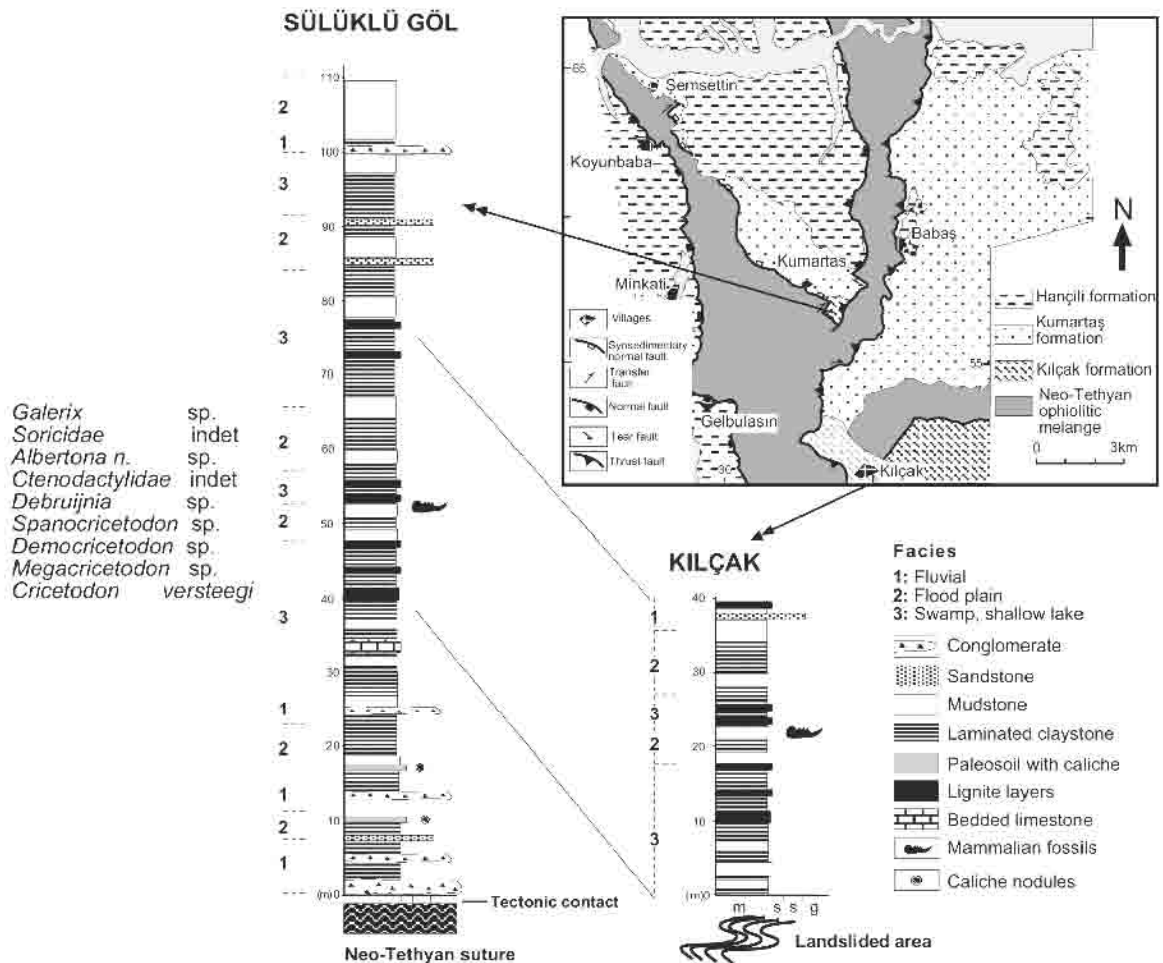 SÜLÜKLÜ GÖL
110
2
1
100
3
90
2
80
3
70
2
60
3
2
50
40
3
30
1
2
20
1
2
10
1
(m)0
Tectonic contact
Neo-Tethyan suture
Galerix sp.
Soricidae indet
Albertona n. sp.
Ctenodactylidae indet
Debruijnia sp.
Spanocricetodon sp.
Democricetodon sp.
Megacricetodon sp.
Cricetodon versteegi
65
Şemsettin
Koyunbaba
Babaş
N
Kumartaş
Minkati
Villages
Synsedimentary
normal fault
Transfer
fault
Normal fault
Tear fault
Thrust fault
Gelbulasın
30
Kılçak
55
Hançili formation
Kumartaş
formation
Kılçak formation
Neo-Tethyan
ophiolitic
melange
0 3km
KILÇAK
40
1
2
30
3
20
2
10
3
(m)0
m s s g
Landslided area
Facies
1: Fluvial
2: Flood plain
3: Swamp, shallow lake
Conglomerate
Sandstone
Mudstone
Laminated claystone
Paleosoil with caliche
Lignite layers
Bedded limestone
Mammalian fossils
Caliche nodules